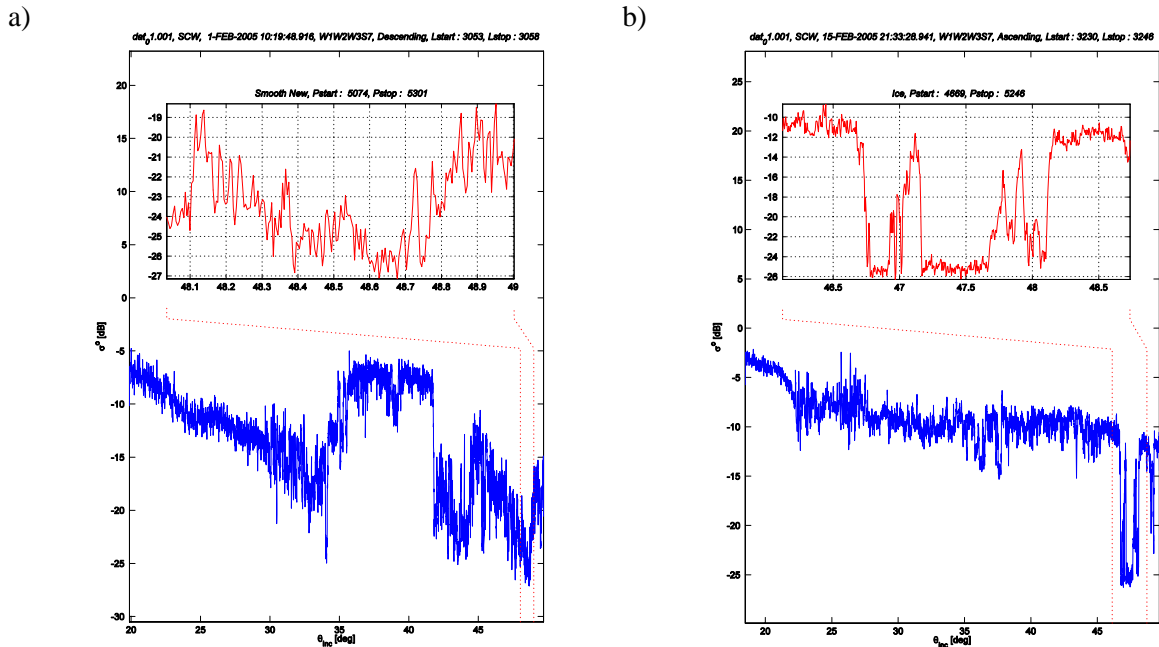 a)
dat01.001, SCW, 1-FEB-2005 10:19:48.916, W1W2W3S7, Descending, Lstart : 3053, Lstop : 3058
20
15
10
5
0
-5
-10
-15
-20
-25
-30
σ° [dB]
Smooth New, Pstart : 5074, Pstop : 5301
-19
-20
-21
-22
-23
-24
-25
-26
-27
48.1 48.2 48.3 48.4 48.5 48.6 48.7 48.8 48.9 49
20 25 30 35 40 45
θinc [deg]
b)
dat01.001, SCW, 15-FEB-2005 21:33:28.941, W1W2W3S7, Ascending, Lstart : 3230, Lstop : 3246
25
20
15
10
5
0
-5
-10
-15
-20
-25
σ° [dB]
Ice, Pstart : 4669, Pstop : 5246
-10
-12
-14
-16
-18
-20
-22
-24
-26
46.5 47 47.5 48 48.5
20 25 30 35 40 45
θinc [deg]